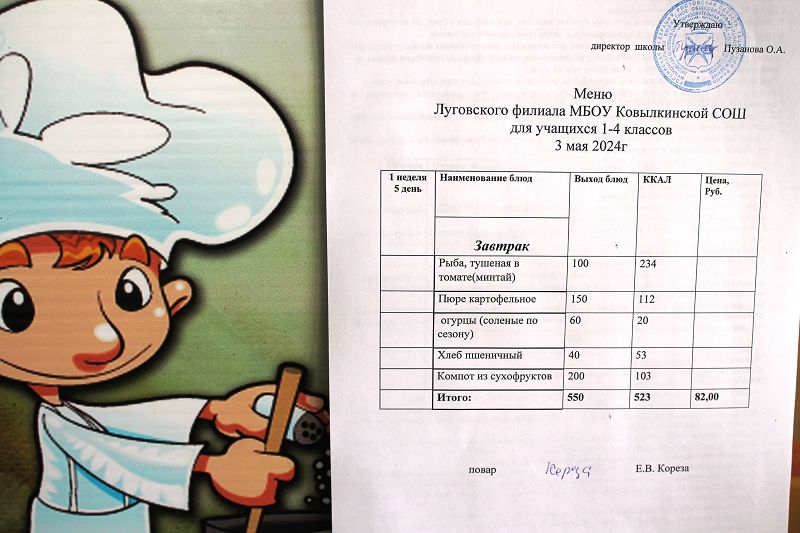 Утверждаю
директор школы Пузанова О.А.
Меню
Луговского филиала МБОУ Ковылкинской СОШ
для учащихся 1-4 классов
3 мая 2024г
1 неделя Наименование блюд Выход блюд ККАЛ Цена,
5 день Руб.
Завтрак
Рыба, тушеная в 100 234
томате(минтай)
Пюре картофельное 150 112
огурцы (соленые по 60 20
сезону)
Хлеб пшеничный 40 53
Компот из сухофруктов 200 103
Итого: 550 523 82,00
повар Кореза Е.В. Кореза